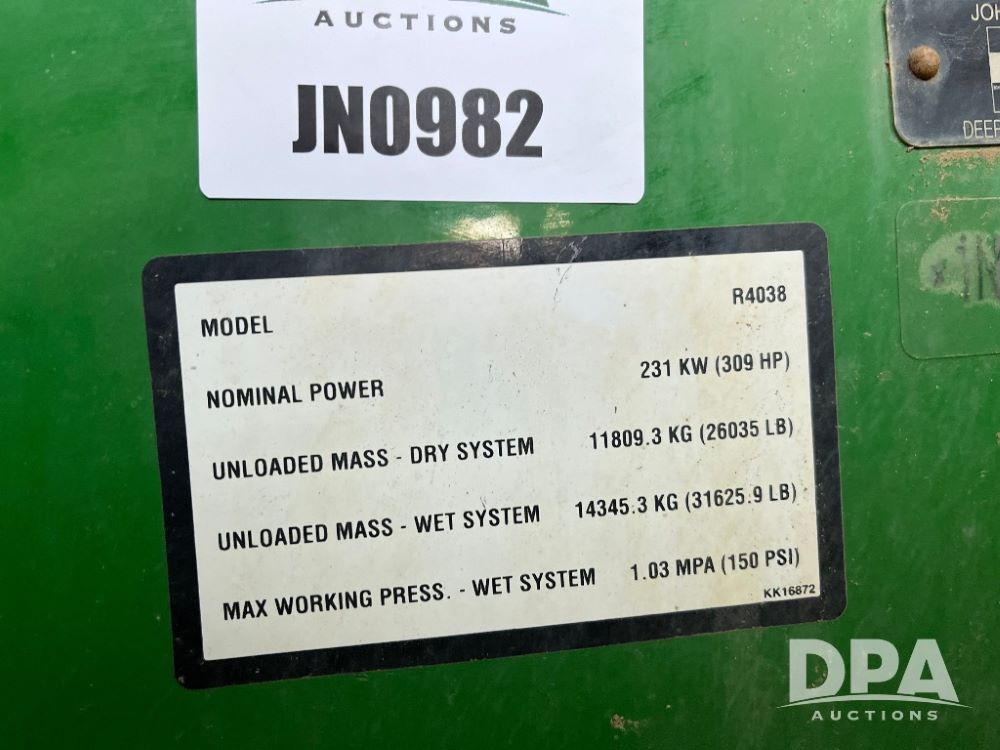 AUCTIONS
JN0982
MODEL R4038
NOMINAL POWER 231 KW (309 HP)
UNLOADED MASS - DRY SYSTEM 11809.3 KG (26035 LB)
UNLOADED MASS - WET SYSTEM 14345.3 KG (31625.9 LB)
MAX WORKING PRESS. - WET SYSTEM 1.03 MPA (150 PSI)
KK16872
DPA
AUCTIONS